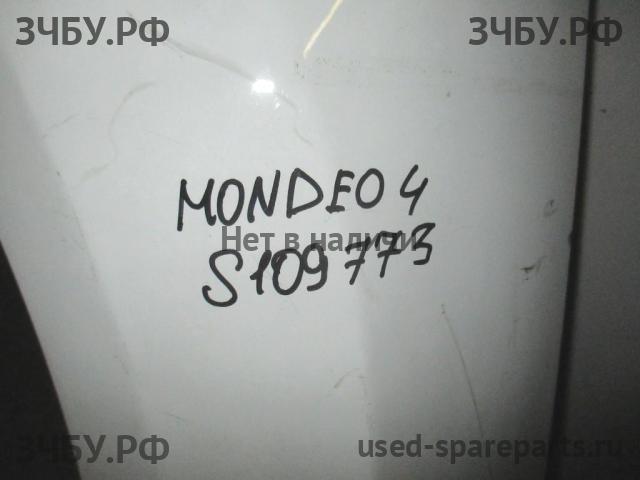 ЗЧБУ.РФ ЗЧБУ.РФ
MONDEO 4
Нет в наличии
S109773
ЗЧБУ.РФ used-spareparts.ru